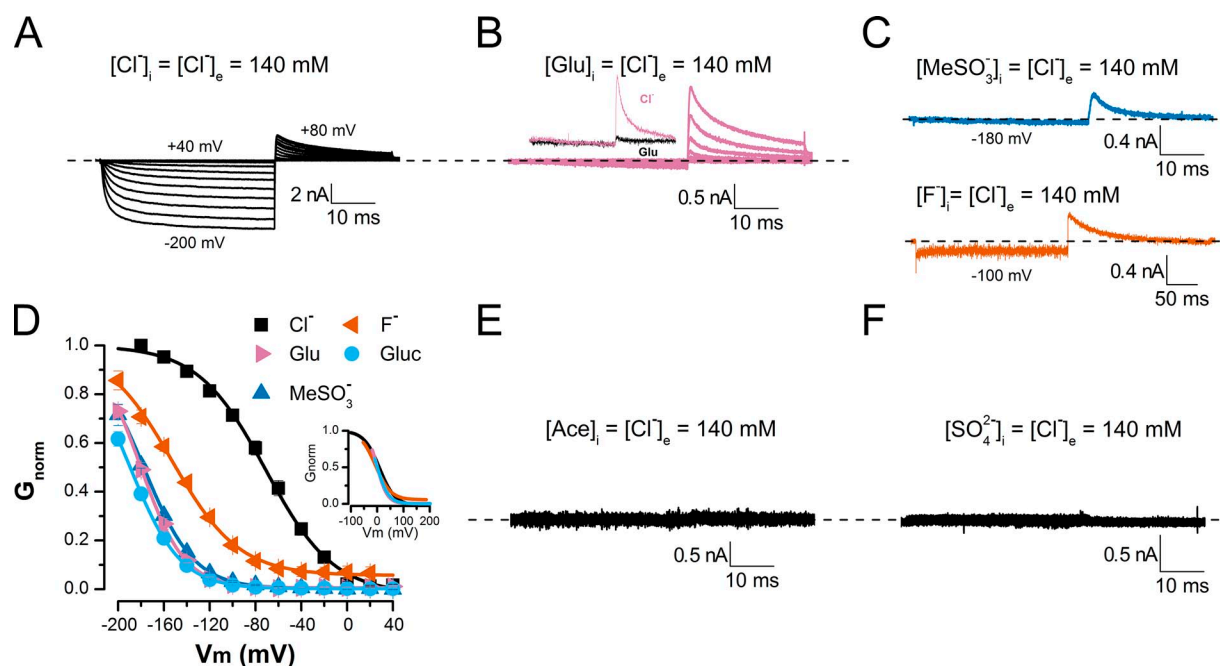 A
[Cl⁻]i = [Cl⁻]e = 140 mM
+80 mV
+40 mV
2 nA
10 ms
-200 mV
B
[Glu]i = [Cl⁻]e = 140 mM
Cl⁻
Glu
0.5 nA
10 ms
C
[MeSO₃⁻]i = [Cl⁻]e = 140 mM
-180 mV
0.4 nA
10 ms
[F⁻]i = [Cl⁻]e = 140 mM
-100 mV
0.4 nA
50 ms
D
Cl⁻ F⁻
Glu Gluc
MeSO₃⁻
Gnorm
1.0
0.8
0.6
0.4
0.2
0.0
-200 -160 -120 -80 -40 0 40
Vm (mV)
Gnorm
1.0
0.5
0.0
-100 0 100 200
Vm (mV)
E
[Ace]i = [Cl⁻]e = 140 mM
0.5 nA
10 ms
F
[SO₄²⁻]i = [Cl⁻]e = 140 mM
0.5 nA
10 ms